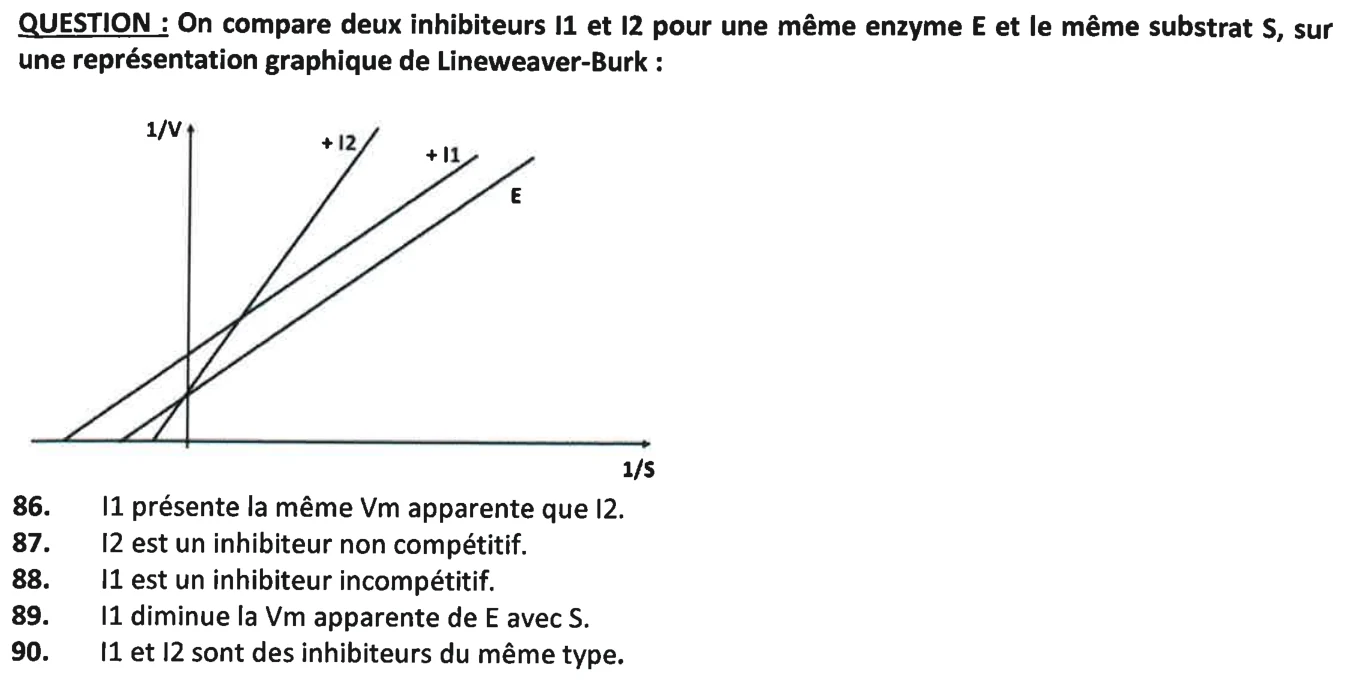 QUESTION : On compare deux inhibiteurs I1 et I2 pour une même enzyme E et le même substrat S, sur
une représentation graphique de Lineweaver-Burk :
1/V
+ I2
+ I1
E
1/S
86. I1 présente la même Vm apparente que I2.
87. I2 est un inhibiteur non compétitif.
88. I1 est un inhibiteur incompétitif.
89. I1 diminue la Vm apparente de E avec S.
90. I1 et I2 sont des inhibiteurs du même type.